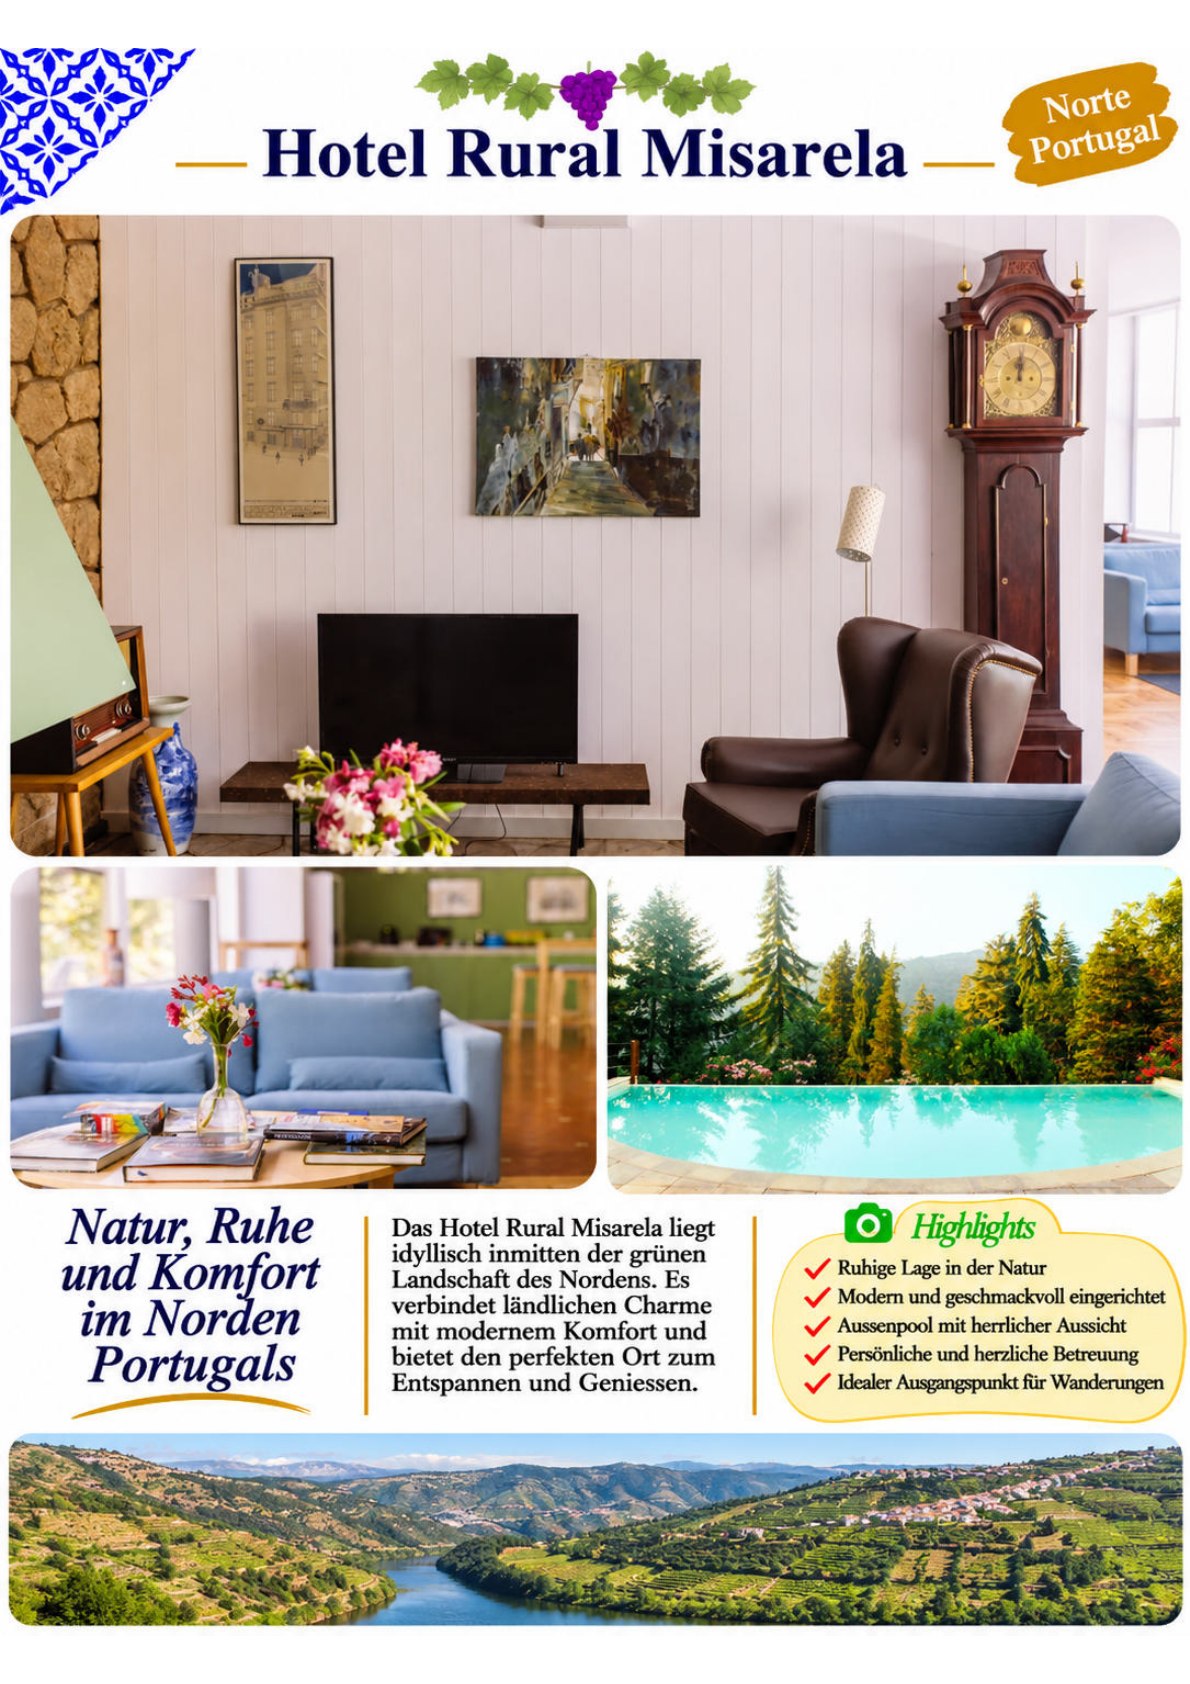 Hotel Rural Misarela
Norte
Portugal
Natur, Ruhe
und Komfort
im Norden
Portugals
Das Hotel Rural Misarela liegt
idyllisch inmitten der grünen
Landschaft des Nordens. Es
verbindet ländlichen Charme
mit modernem Komfort und
bietet den perfekten Ort zum
Entspannen und Geniessen.
Highlights
Ruhige Lage in der Natur
Modern und geschmackvoll eingerichtet
Aussenpool mit herrlicher Aussicht
Persönliche und herzliche Betreuung
Idealer Ausgangspunkt für Wanderungen